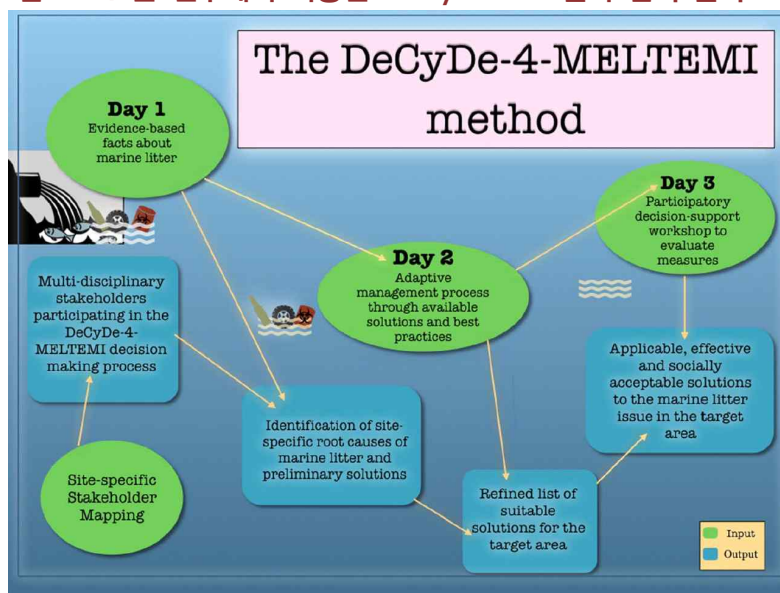 The DeCyDe-4-MELTEMI
method
Day 1
Evidence-based
facts about
marine litter
Day 3
Participatory
decision-support
workshop to
evaluate
measures
Day 2
Adaptive
management process
through available
solutions and best
practices
Multi-disciplinary
stakeholders
participating in the
DeCyDe-4-
MELTEMI decision
making process
Applicable, effective
and socially
acceptable solutions
to the marine litter
issue in the target
area
Identification of site-
specific root causes of
marine litter and
preliminary solutions
Site-specific
Stakeholder
Mapping
Refined list of
suitable
solutions for the
target area
Input
Output